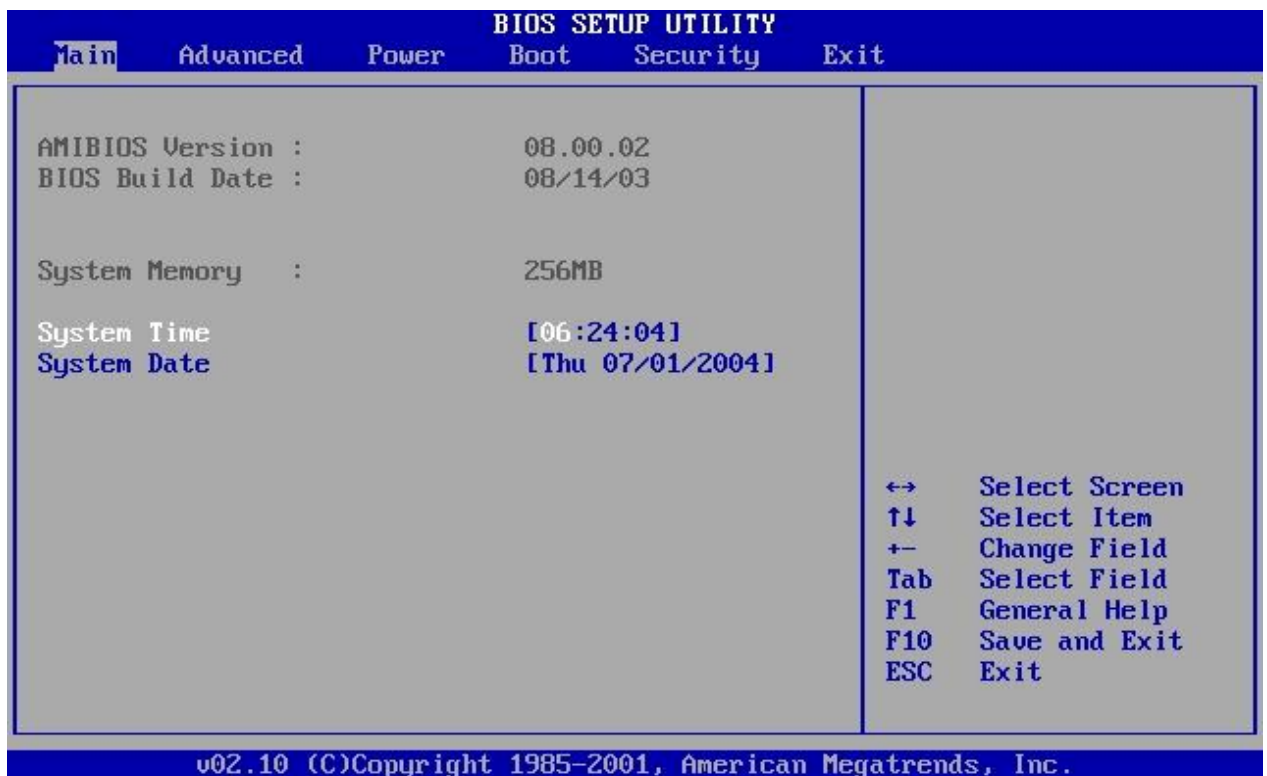 BIOS SETUP UTILITY
Main Advanced Power Boot Security Exit
AMIBIOS Version : 08.00.02
BIOS Build Date : 08/14/03
System Memory : 256MB
System Time [06:24:04]
System Date [Thu 07/01/2004]
←→ Select Screen
↑↓ Select Item
+- Change Field
Tab Select Field
F1 General Help
F10 Save and Exit
ESC Exit
v02.10 (C)Copyright 1985-2001, American Megatrends, Inc.